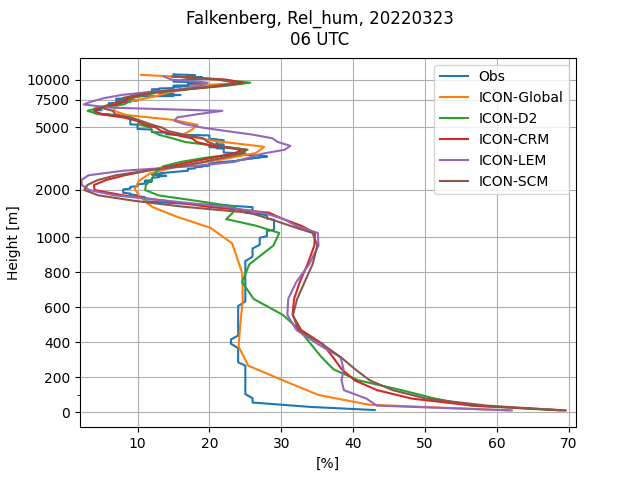 Falkenberg, Rel_hum, 20220323
06 UTC
Obs
ICON-Global
ICON-D2
ICON-CRM
ICON-LEM
ICON-SCM
10000
7500
5000
2000
1000
800
600
400
200
0
Height [m]
10 20 30 40 50 60 70
[%]